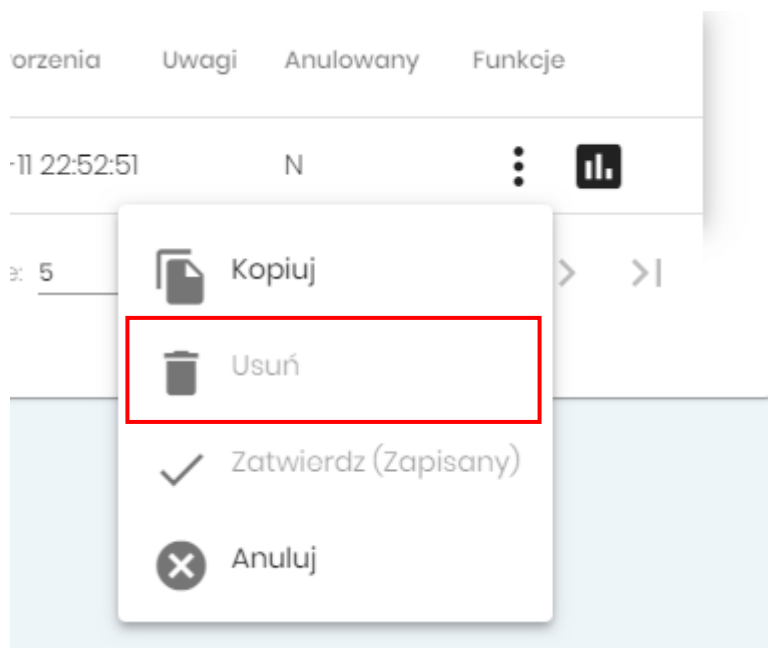 orzenia Uwagi Anulowany Funkcje
-11 22:52:51 N
e: 5
Kopiuj
Usuń
Zatwierdz (Zapisany)
Anuluj